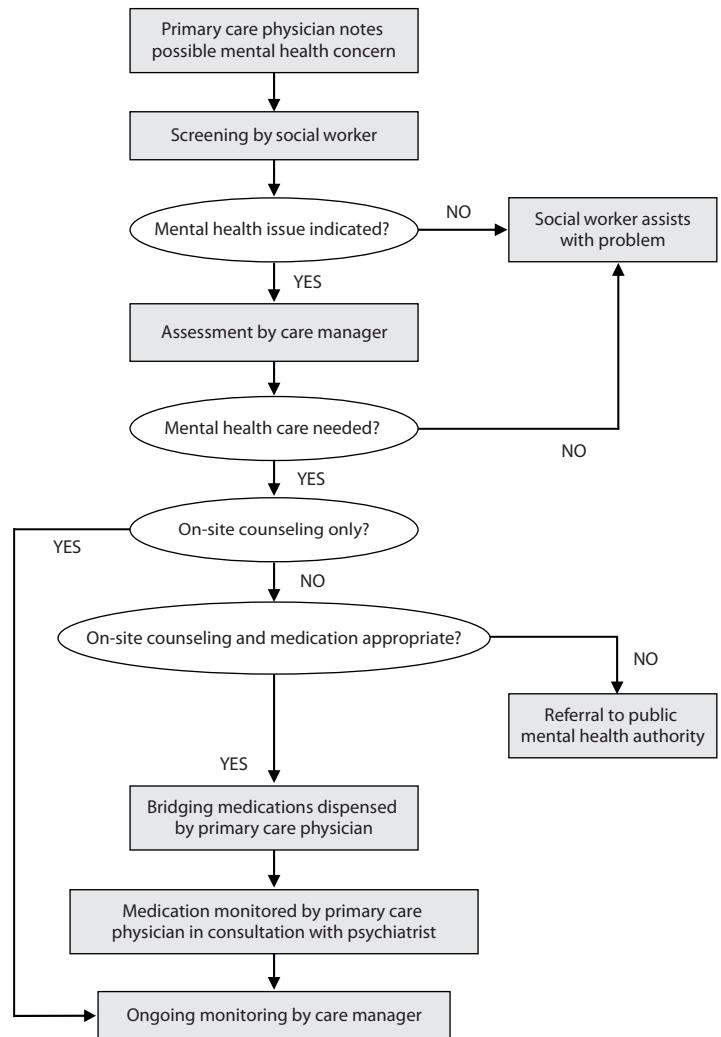 Primary care physician notes
possible mental health concern
Screening by social worker
Mental health issue indicated?
NO
Social worker assists
with problem
YES
Assessment by care manager
Mental health care needed?
NO
YES
On-site counseling only?
YES
NO
On-site counseling and medication appropriate?
NO
Referral to public
mental health authority
YES
Bridging medications dispensed
by primary care physician
Medication monitored by primary care
physician in consultation with psychiatrist
Ongoing monitoring by care manager